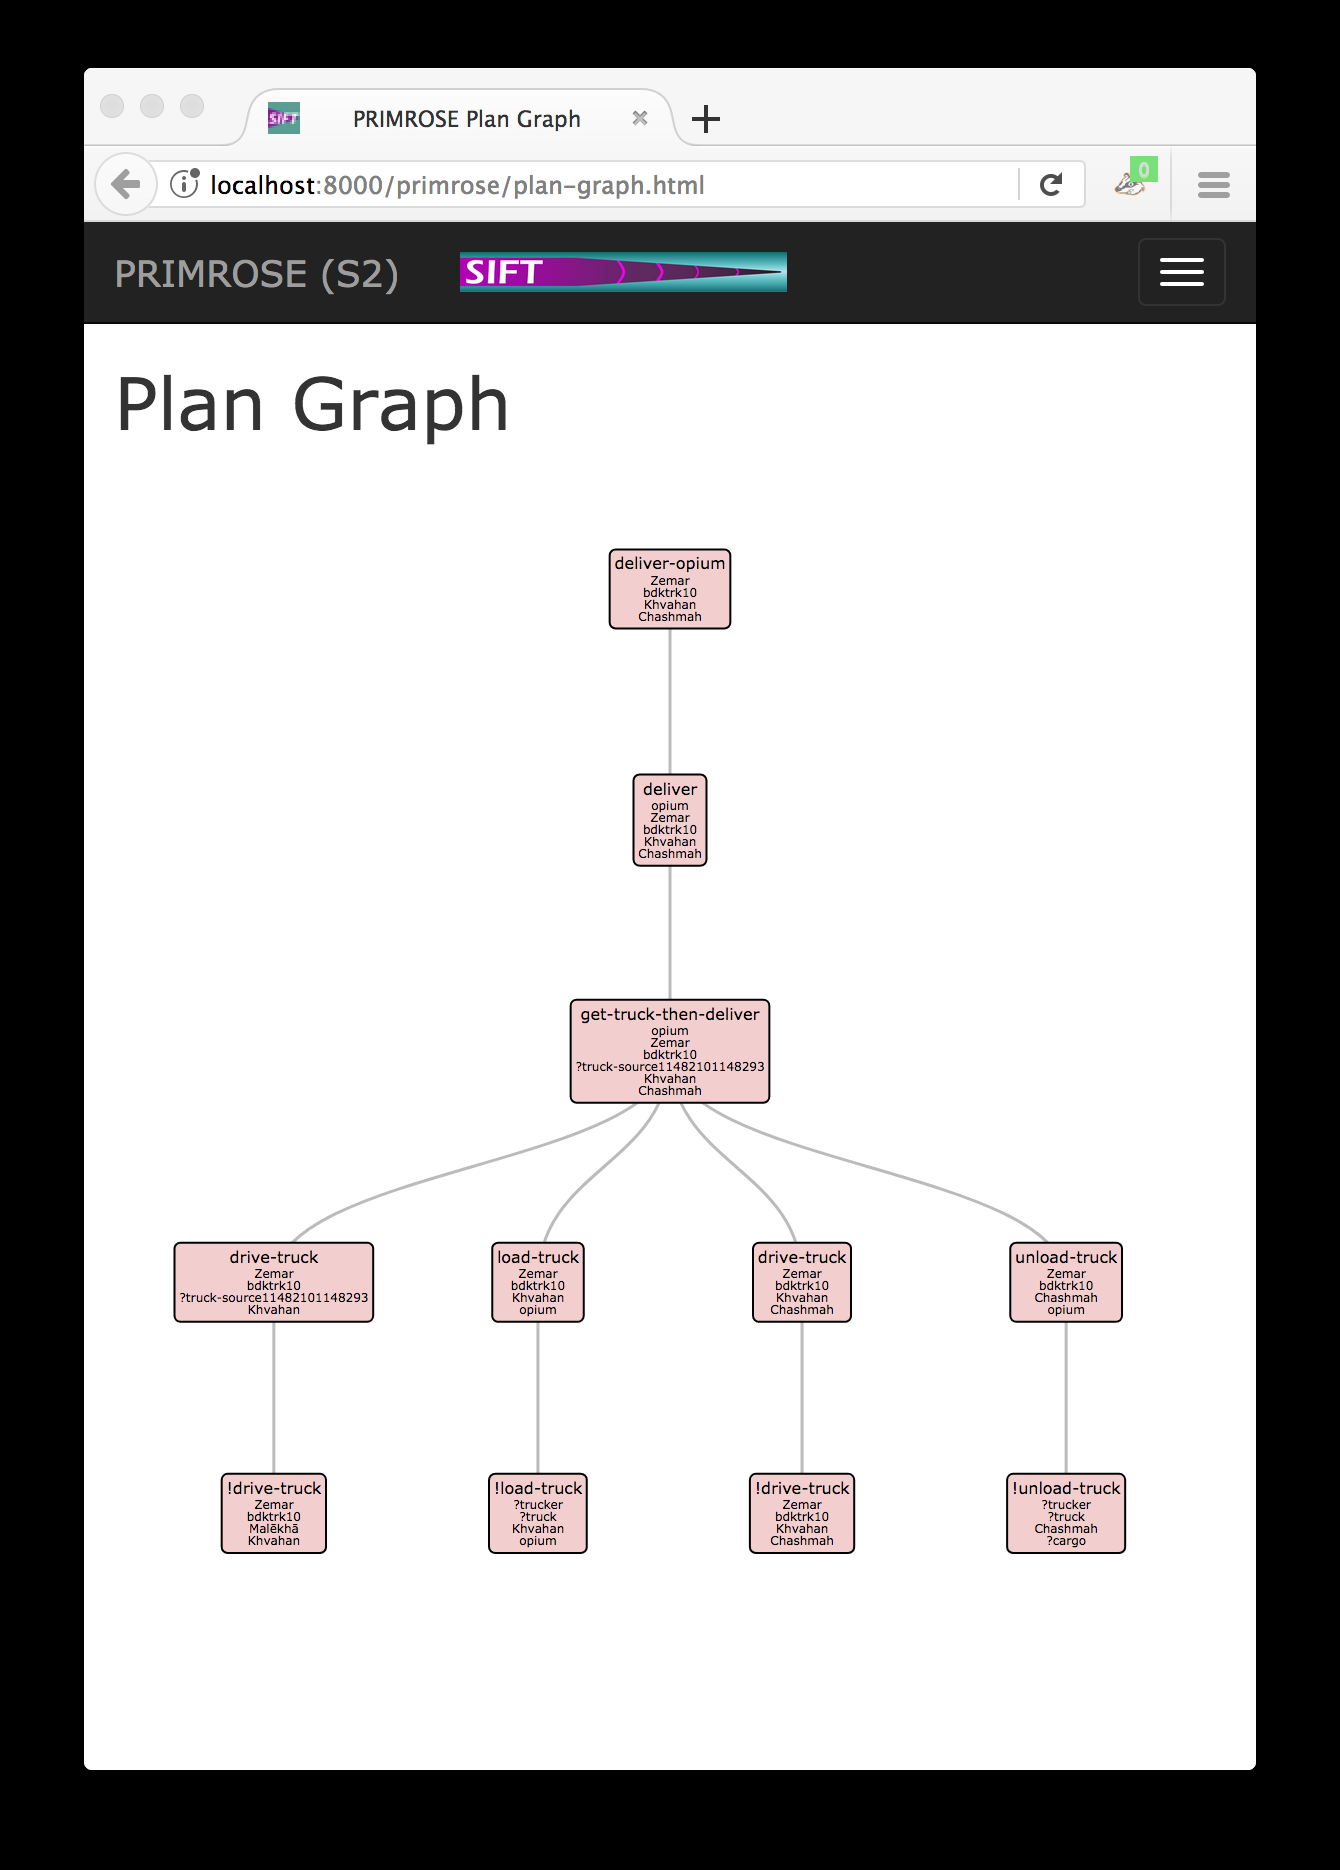 SIFT
PRIMROSE Plan Graph
localhost:8000/primrose/plan-graph.html
0
PRIMROSE (S2)
SIFT
Plan Graph
deliver-opium
Zemar
bdktrk10
Khvahan
Chashmah
deliver
opium
Zemar
bdktrk10
Khvahan
Chashmah
get-truck-then-deliver
opium
Zemar
bdktrk10
?truck-source11482101148293
Khvahan
Chashmah
drive-truck
Zemar
bdktrk10
?truck-source11482101148293
Khvahan
load-truck
Zemar
bdktrk10
Khvahan
opium
drive-truck
Zemar
bdktrk10
Khvahan
Chashmah
unload-truck
Zemar
bdktrk10
Chashmah
opium
!drive-truck
Zemar
bdktrk10
Malēkhā
Khvahan
!load-truck
?trucker
?truck
Khvahan
opium
!drive-truck
Zemar
bdktrk10
Khvahan
Chashmah
!unload-truck
?trucker
?truck
Chashmah
?cargo